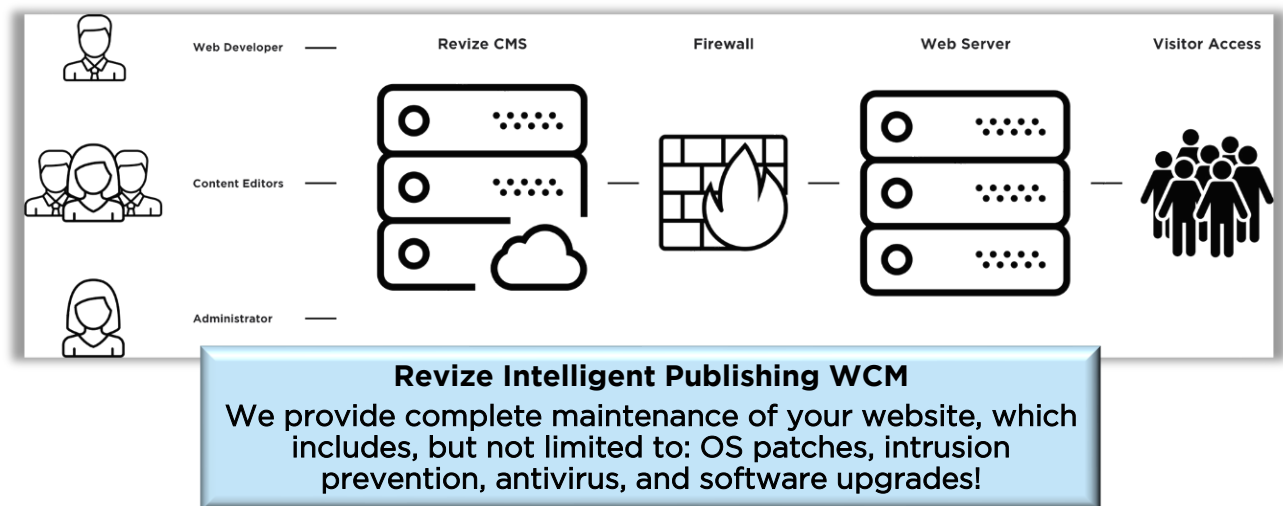 Web Developer
Revize CMS
Firewall
Web Server
Visitor Access
Content Editors
Administrator
Revize Intelligent Publishing WCM
We provide complete maintenance of your website, which
includes, but not limited to: OS patches, intrusion
prevention, antivirus, and software upgrades!